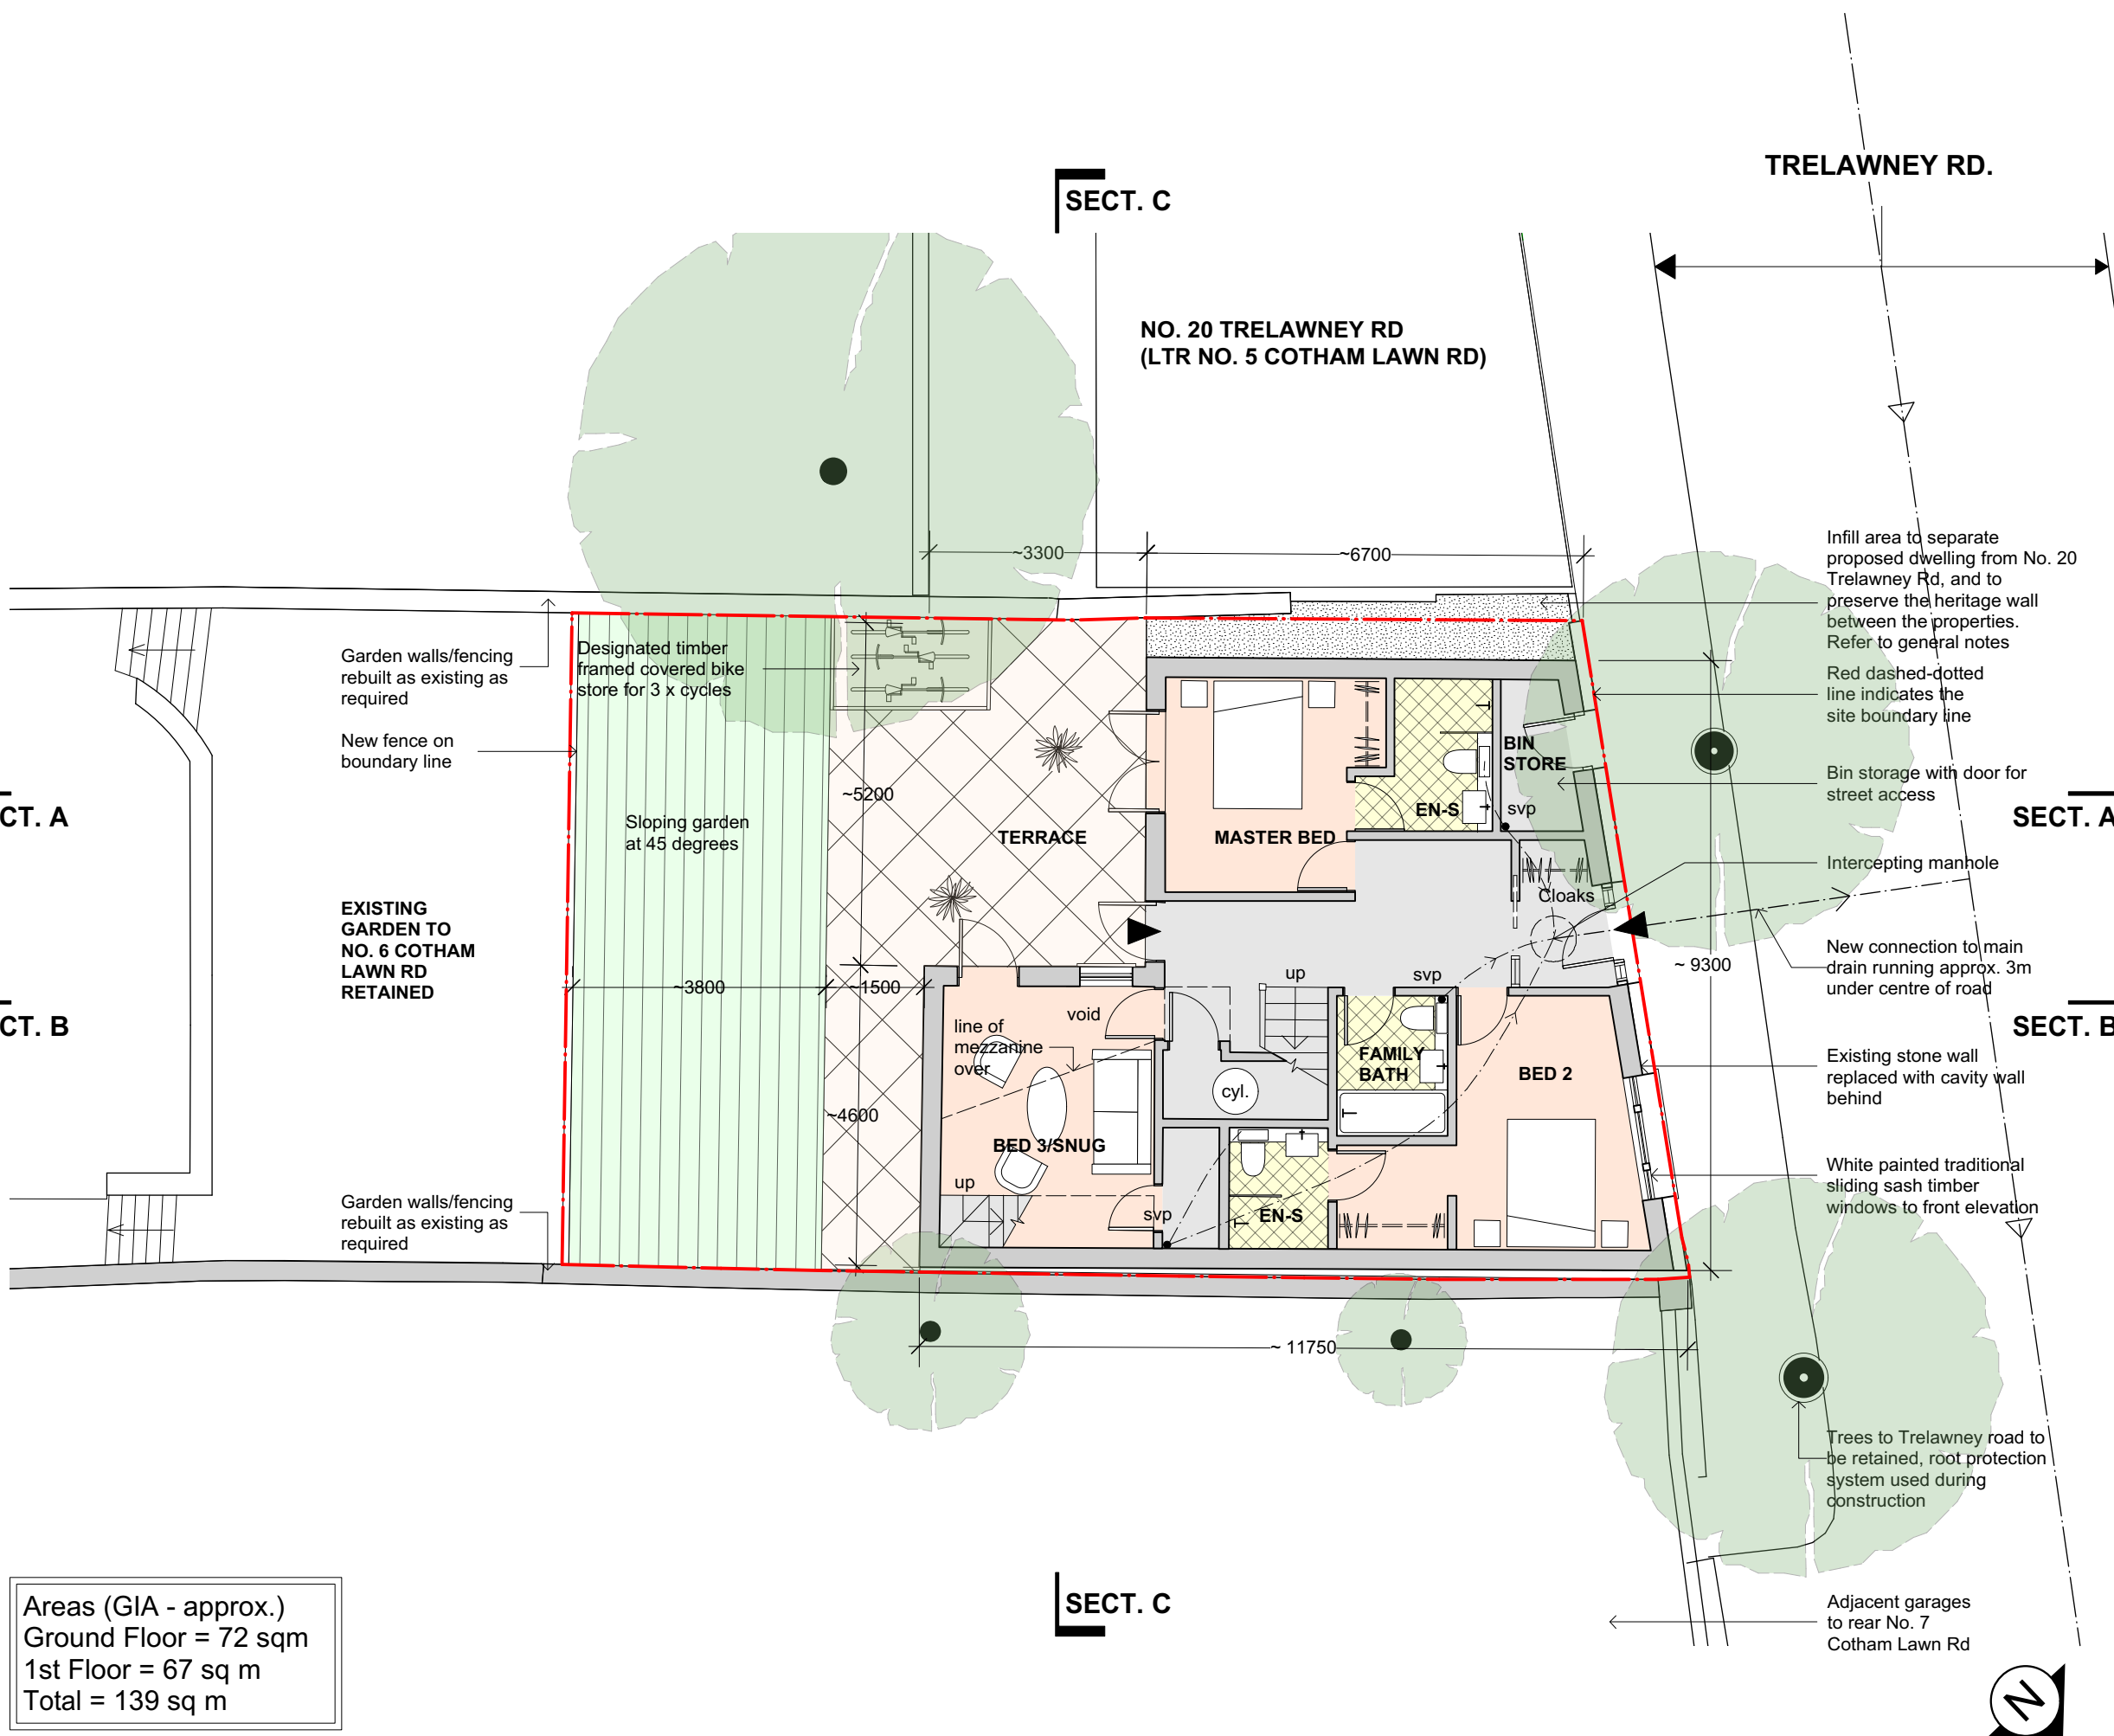 TRELAWNEY RD.
SECT. C
NO. 20 TRELAWNEY RD
(LTR NO. 5 COTHAM LAWN RD)
~3300
~6700
Infill area to separate
proposed dwelling from No. 20
Trelawney Rd, and to
preserve the heritage wall
between the properties.
Refer to general notes
Garden walls/fencing
rebuilt as existing as
required
Designated timber
framed covered bike
store for 3 x cycles
Red dashed-dotted
line indicates the
site boundary line
New fence on
boundary line
BIN
STORE
Bin storage with door for
street access
~5200
CT. A
SECT. A
Sloping garden
at 45 degrees
TERRACE
MASTER BED
EN-S
svp
Intercepting manhole
Cloaks
EXISTING
GARDEN TO
NO. 6 COTHAM
LAWN RD
RETAINED
New connection to main
drain running approx. 3m
under centre of road
~ 9300
up
svp
~3800
~1500
CT. B
SECT. B
void
line of
mezzanine
over
FAMILY
BATH
BED 2
Existing stone wall
replaced with cavity wall
behind
cyl.
~4600
BED 3/SNUG
White painted traditional
sliding sash timber
windows to front elevation
up
svp
EN-S
Garden walls/fencing
rebuilt as existing as
required
~ 11750
Trees to Trelawney road to
be retained, root protection
system used during
construction
Areas (GIA - approx.)
Ground Floor = 72 sqm
1st Floor = 67 sq m
Total = 139 sq m
SECT. C
Adjacent garages
to rear No. 7
Cotham Lawn Rd
N